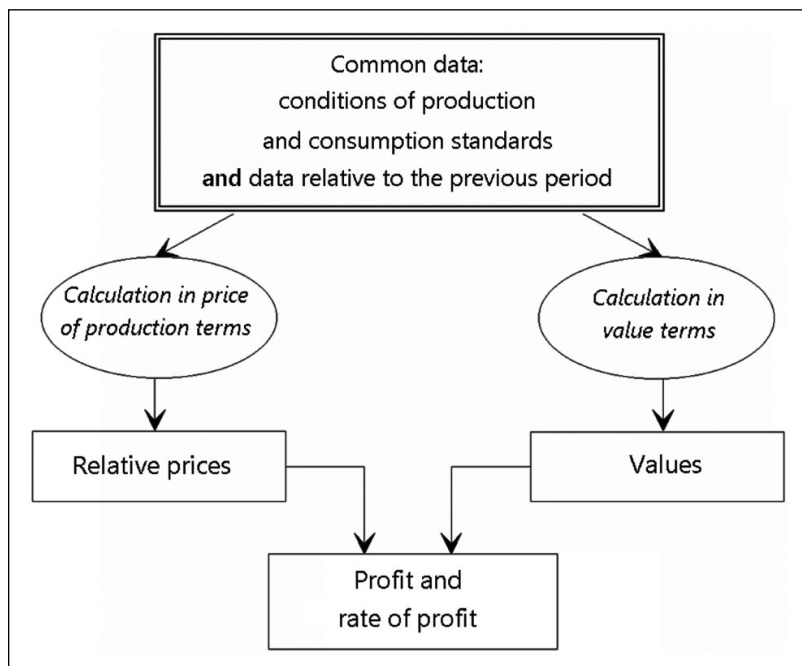 Common data:
conditions of production
and consumption standards
and data relative to the previous period
Calculation in price
of production terms
Calculation in
value terms
Relative prices
Values
Profit and
rate of profit